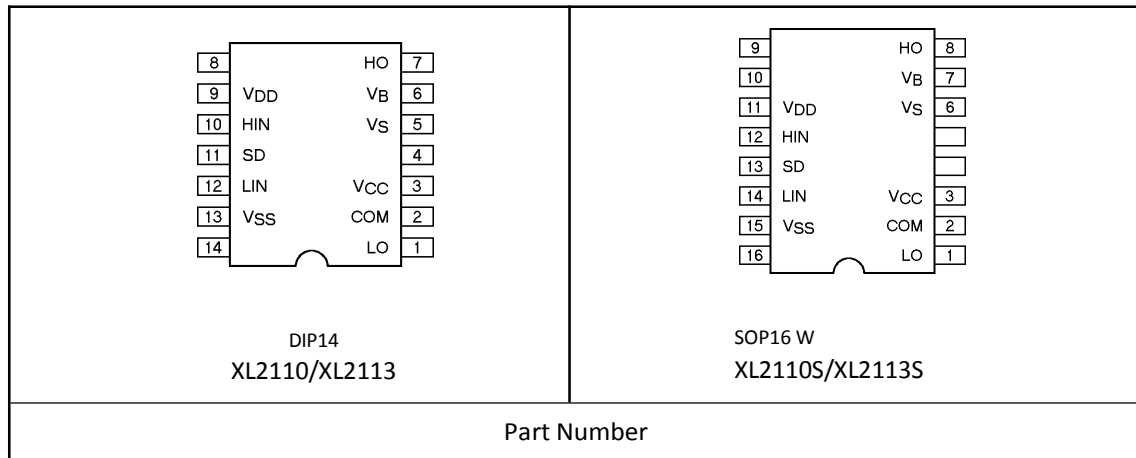 8 HO 7
9 VDD VB 6
10 HIN VS 5
11 SD 4
12 LIN VCC 3
13 VSS COM 2
14 LO 1
DIP14
XL2110/XL2113
9 HO 8
10 VB 7
11 VDD VS 6
12 HIN
13 SD
14 LIN VCC 3
15 VSS COM 2
16 LO 1
SOP16 W
XL2110S/XL2113S
Part Number